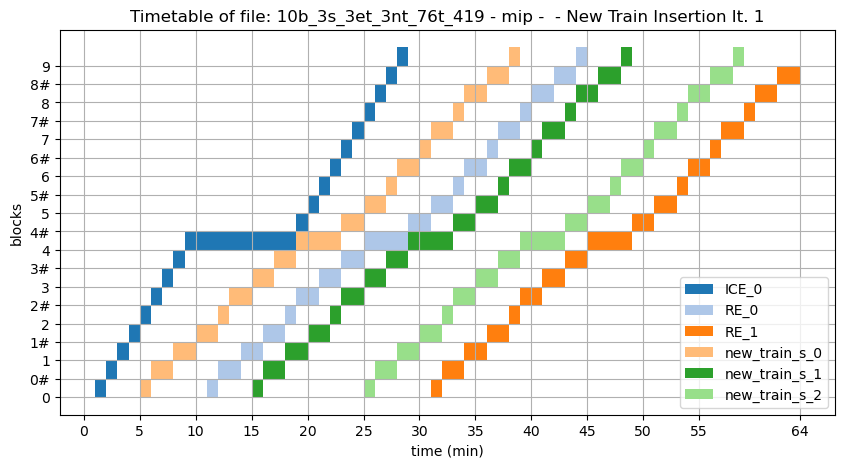 Timetable of file: 10b_3s_3et_3nt_76t_419 - mip -  - New Train Insertion It. 1
blocks
9
8#
8
7#
7
6#
6
5#
5
4#
4
3#
3
2#
2
1#
1
0#
0
ICE_0
RE_0
RE_1
new_train_s_0
new_train_s_1
new_train_s_2
0 5 10 15 20 25 30 35 40 45 50 55 64
time (min)